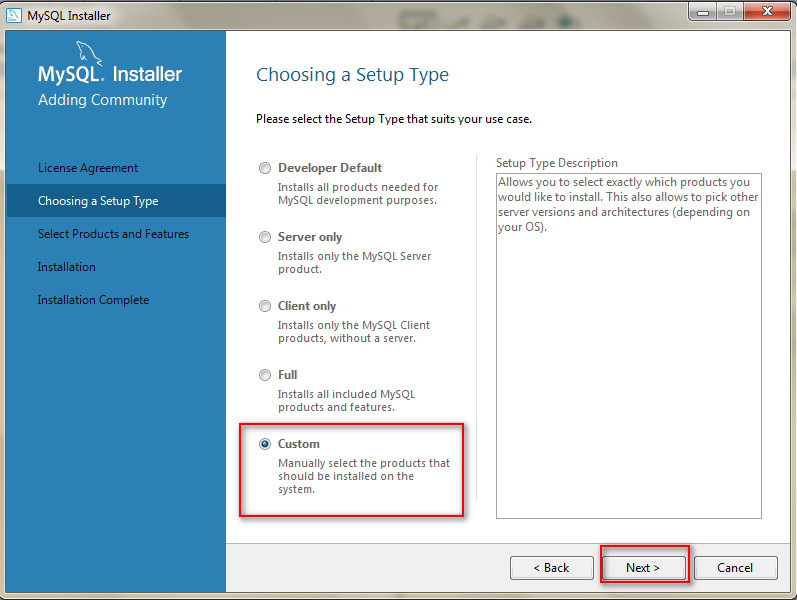 MySQL Installer
MySQL. Installer
Adding Community
License Agreement
Choosing a Setup Type
Select Products and Features
Installation
Installation Complete
Choosing a Setup Type
Please select the Setup Type that suits your use case.
Developer Default
Installs all products needed for
MySQL development purposes.
Server only
Installs only the MySQL Server
product.
Client only
Installs only the MySQL Client
products, without a server.
Full
Installs all included MySQL
products and features.
Custom
Manually select the products that
should be installed on the
system.
Setup Type Description
Allows you to select exactly which products you
would like to install. This also allows to pick other
server versions and architectures (depending on
your OS).
< Back
Next >
Cancel